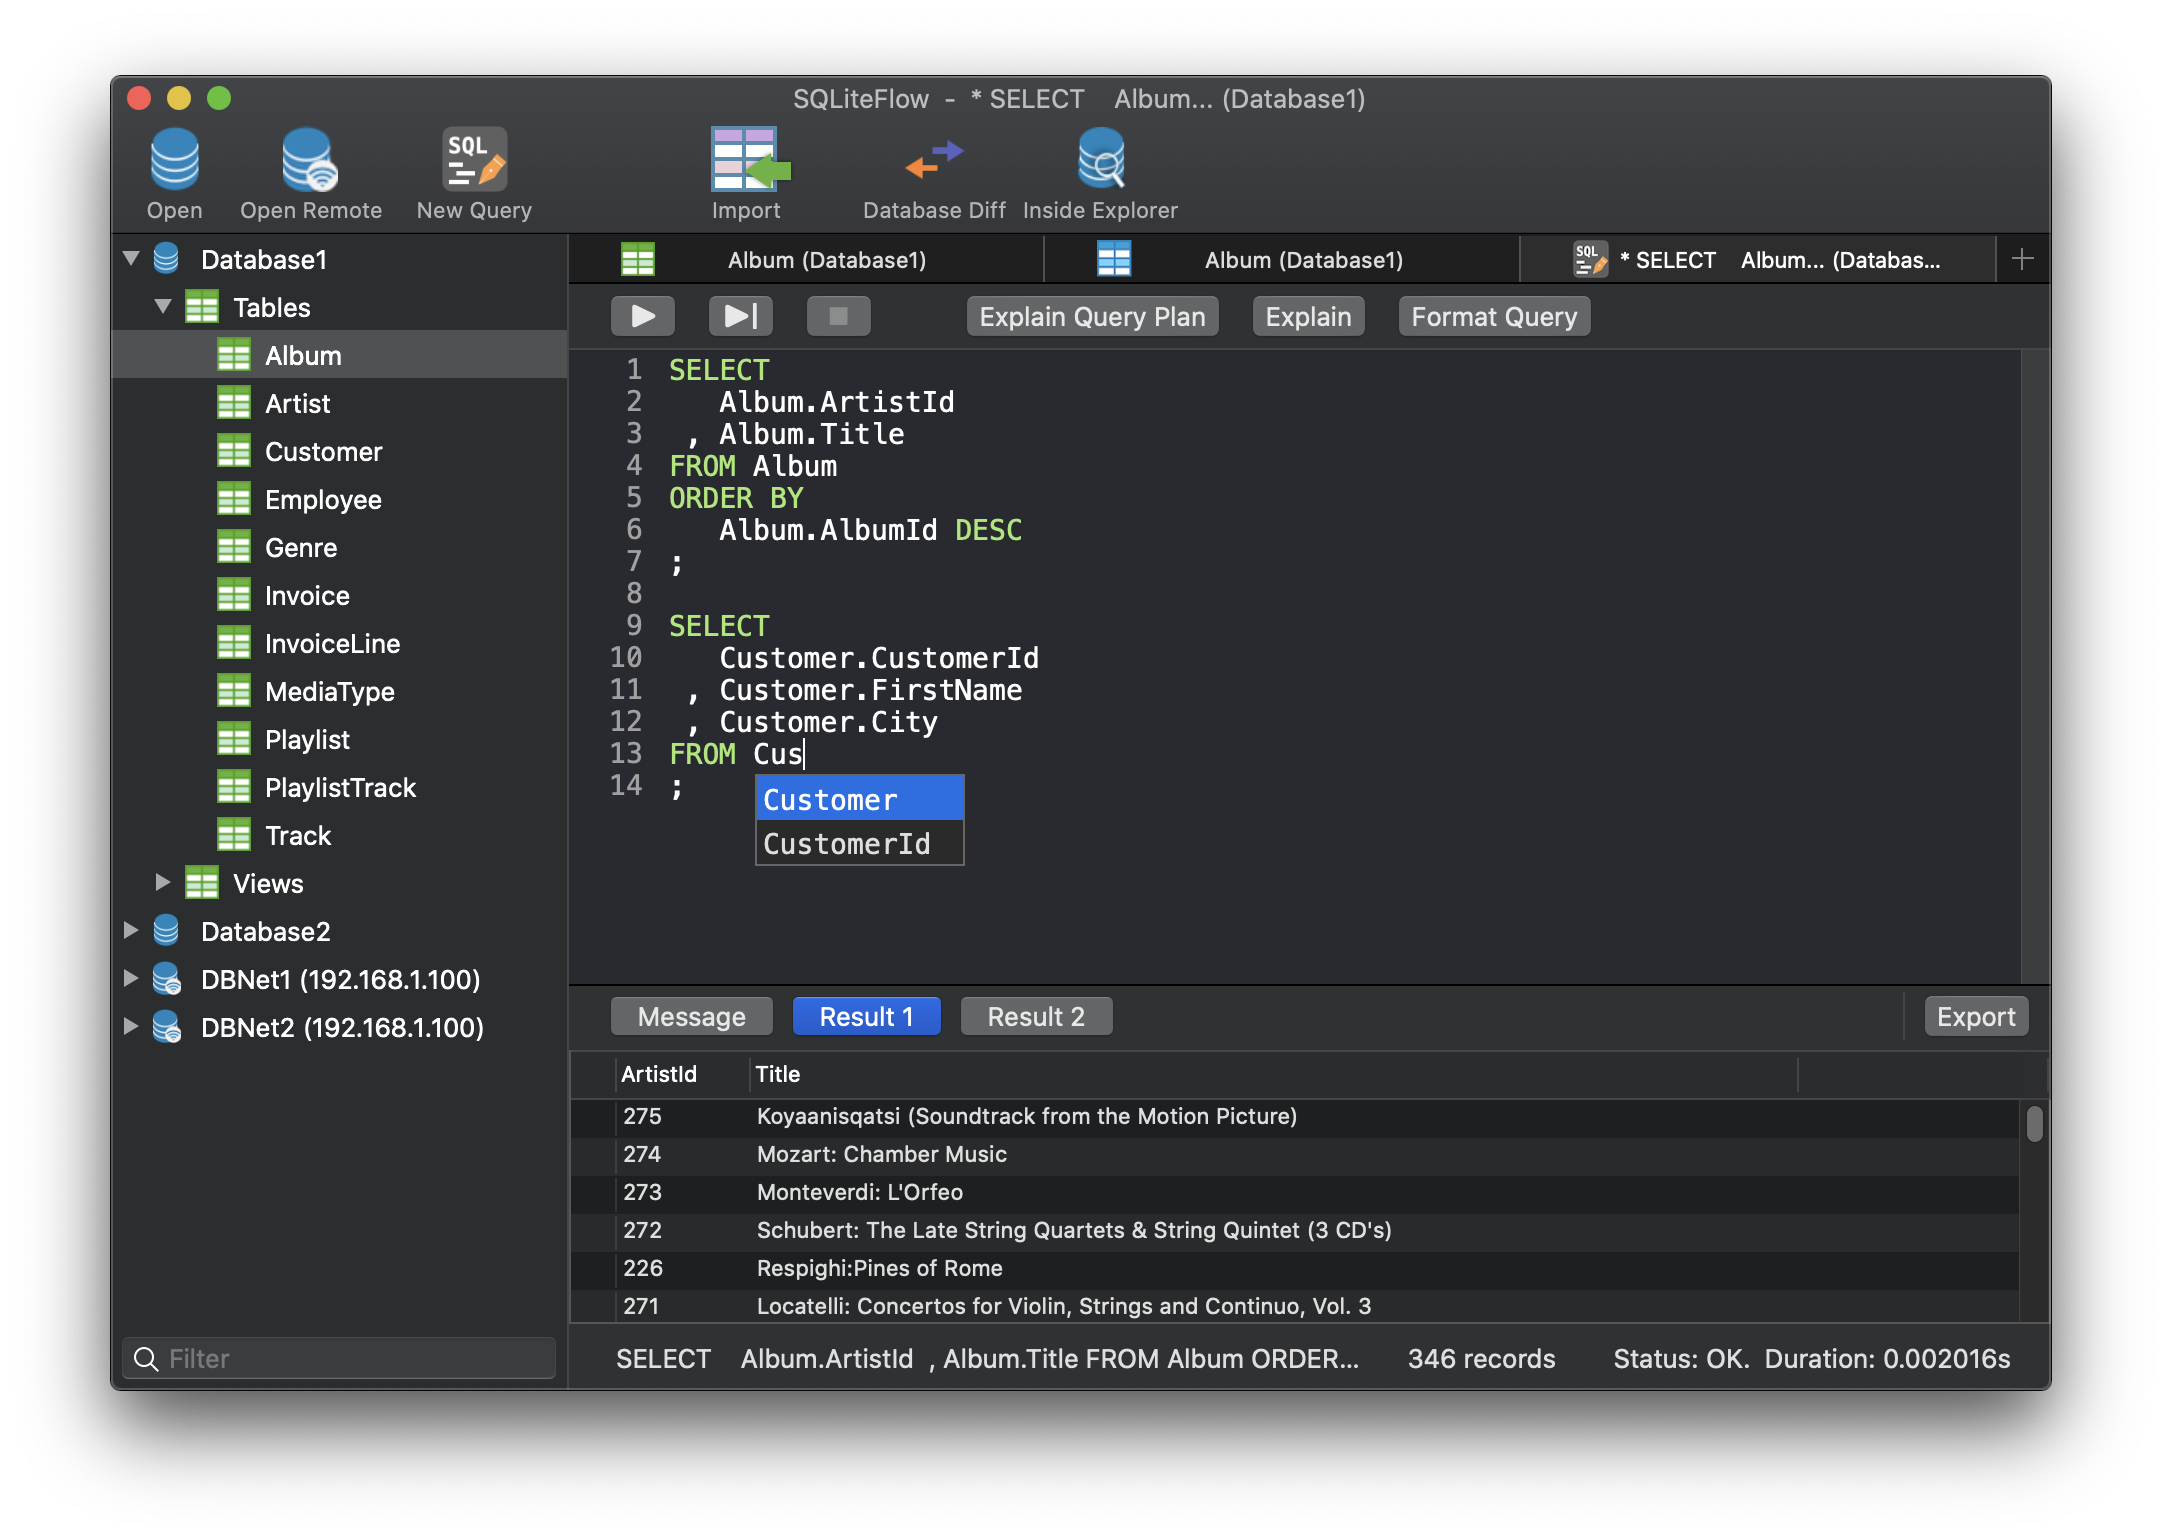 SQLiteFlow - * SELECT Album... (Database1)
Open
Open Remote
SQL
New Query
Import
Database Diff
Inside Explorer
Database1
Tables
Album
Artist
Customer
Employee
Genre
Invoice
InvoiceLine
MediaType
Playlist
PlaylistTrack
Track
Views
Database2
DBNet1 (192.168.1.100)
DBNet2 (192.168.1.100)
Filter
Album (Database1)
Album (Database1)
SQL
* SELECT Album... (Databas...
Explain Query Plan
Explain
Format Query
1 SELECT
2 Album.ArtistId
3 , Album.Title
4 FROM Album
5 ORDER BY
6 Album.AlbumId DESC
7 ;
8
9 SELECT
10 Customer.CustomerId
11 , Customer.FirstName
12 , Customer.City
13 FROM Cus
14 ;
Customer
CustomerId
Message
Result 1
Result 2
Export
ArtistId Title
275 Koyaanisqatsi (Soundtrack from the Motion Picture)
274 Mozart: Chamber Music
273 Monteverdi: L'Orfeo
272 Schubert: The Late String Quartets & String Quintet (3 CD's)
226 Respighi:Pines of Rome
271 Locatelli: Concertos for Violin, Strings and Continuo, Vol. 3
SELECT Album.ArtistId , Album.Title FROM Album ORDER... 346 records Status: OK. Duration: 0.002016s